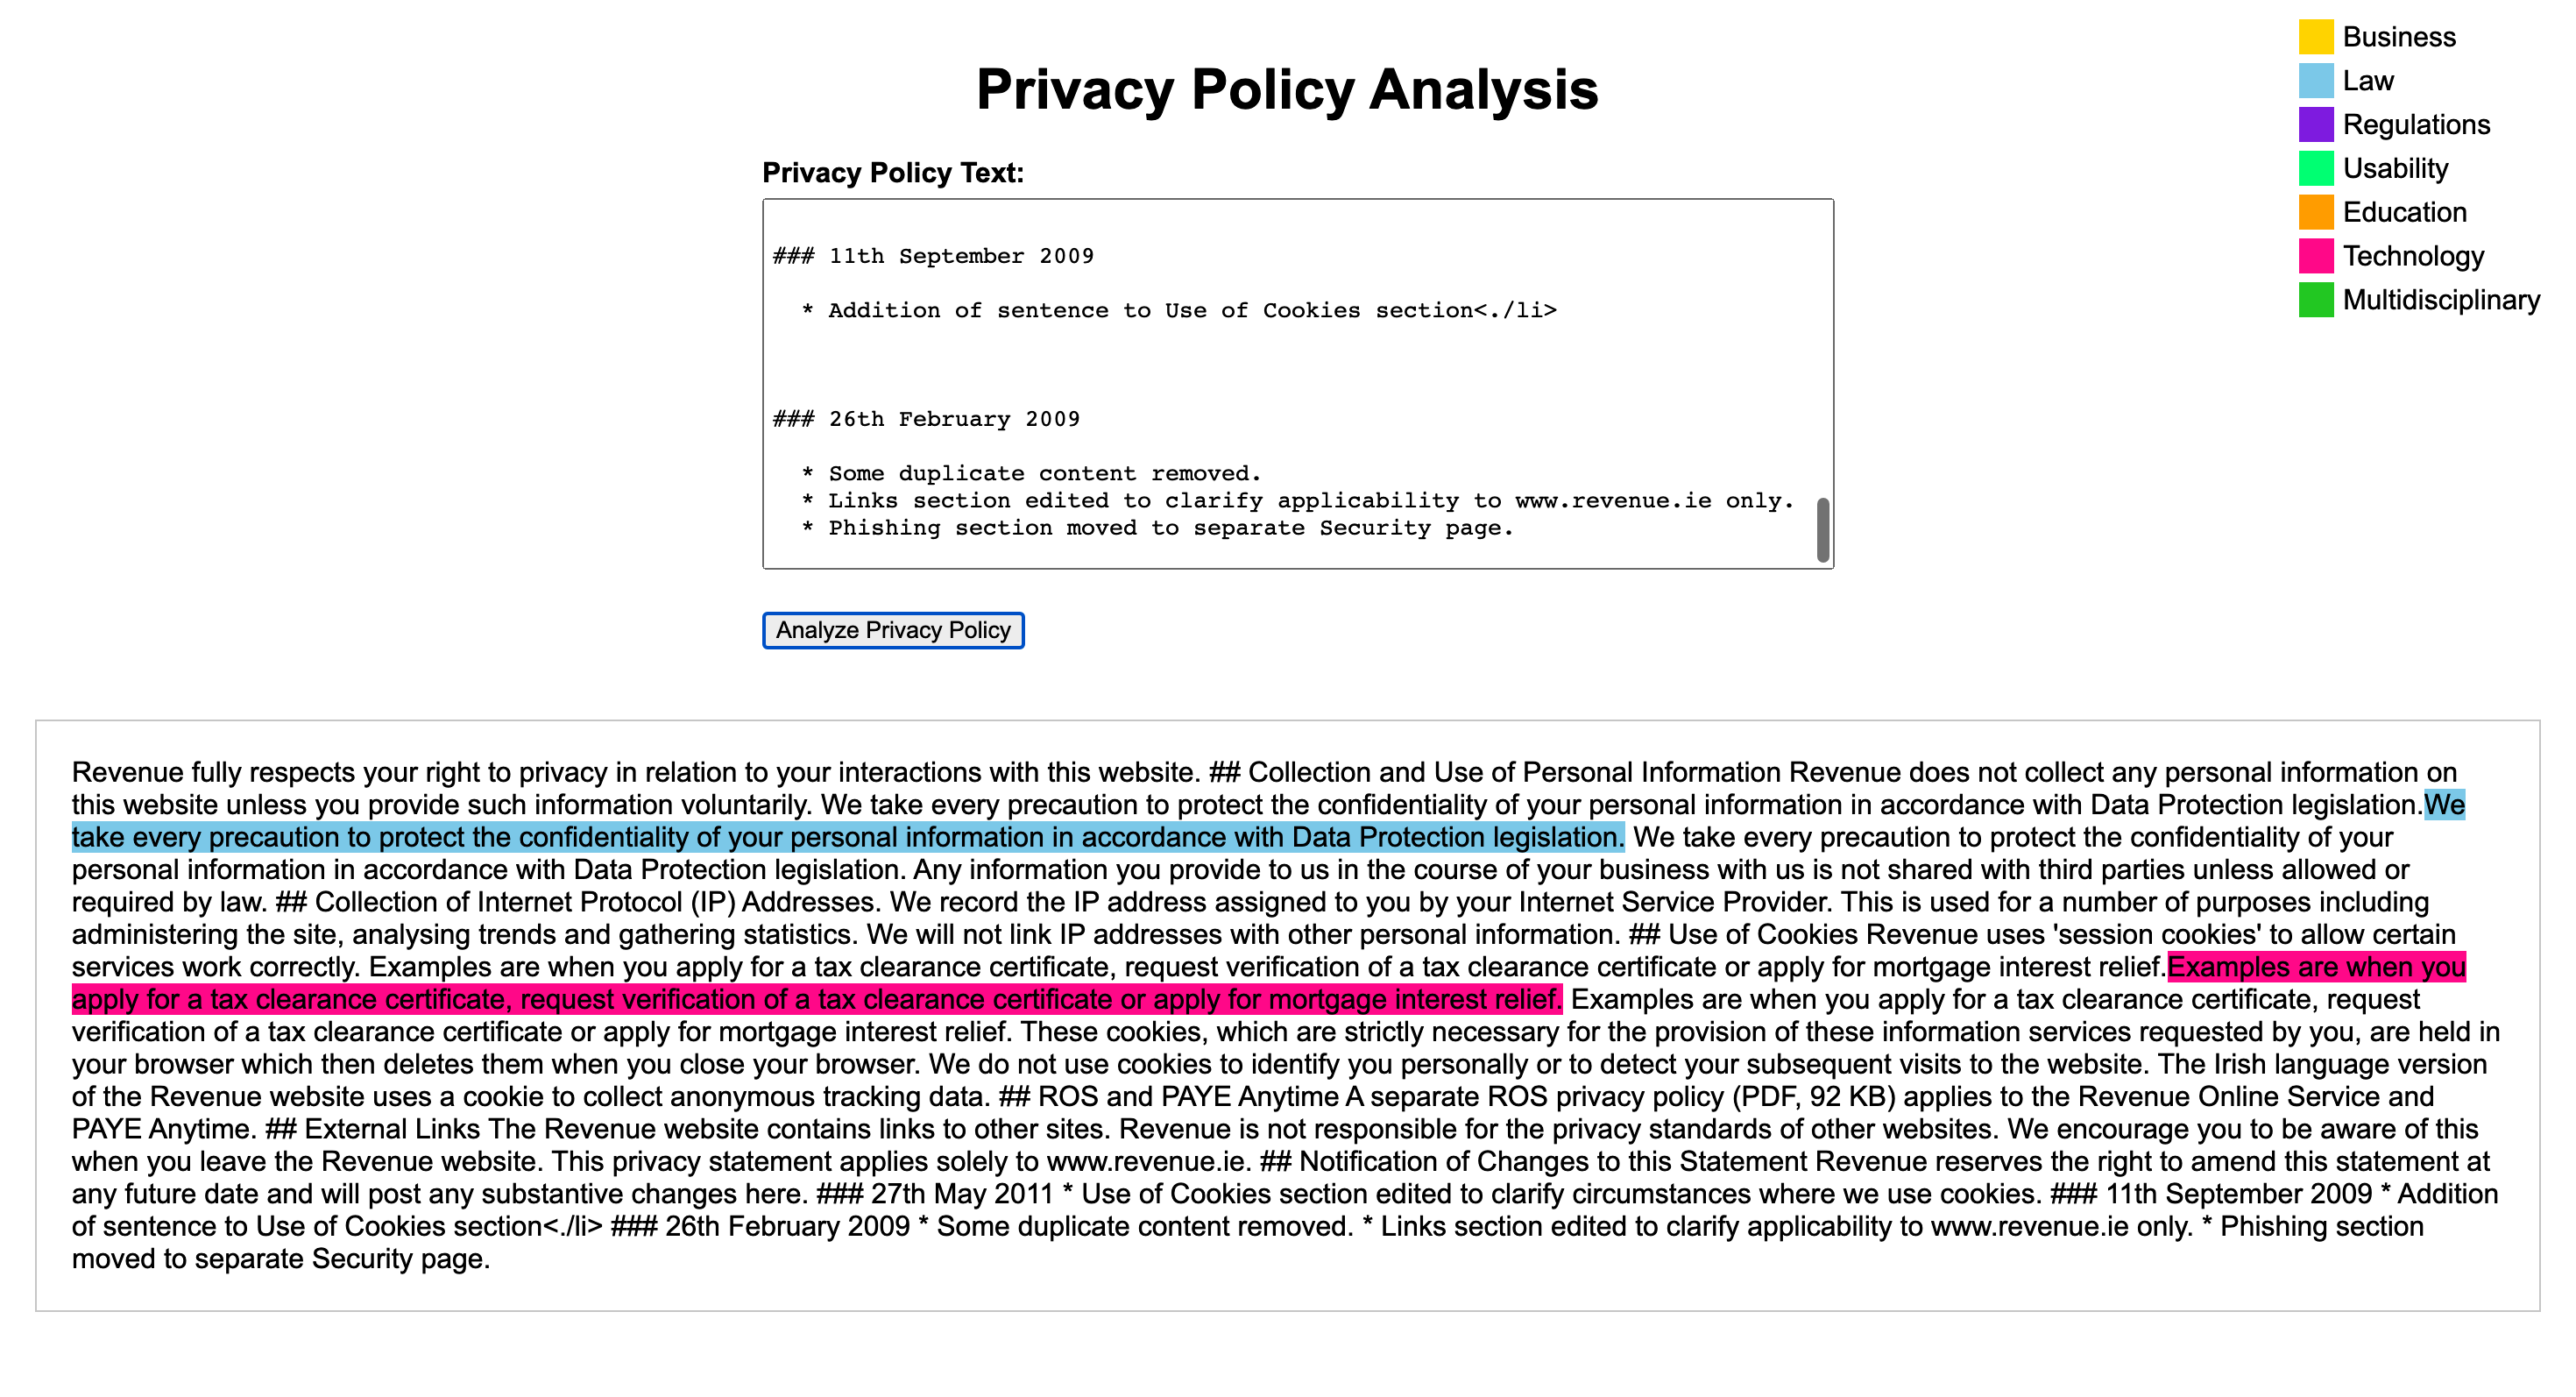 Business
Law
Regulations
Usability
Education
Technology
Multidisciplinary
Privacy Policy Analysis
Privacy Policy Text:
### 11th September 2009
* Addition of sentence to Use of Cookies section<./li>
### 26th February 2009
* Some duplicate content removed.
* Links section edited to clarify applicability to www.revenue.ie only.
* Phishing section moved to separate Security page.
Analyze Privacy Policy
Revenue fully respects your right to privacy in relation to your interactions with this website. ## Collection and Use of Personal Information Revenue does not collect any personal information on
this website unless you provide such information voluntarily. We take every precaution to protect the confidentiality of your personal information in accordance with Data Protection legislation.We
take every precaution to protect the confidentiality of your personal information in accordance with Data Protection legislation. We take every precaution to protect the confidentiality of your
personal information in accordance with Data Protection legislation. Any information you provide to us in the course of your business with us is not shared with third parties unless allowed or
required by law. ## Collection of Internet Protocol (IP) Addresses. We record the IP address assigned to you by your Internet Service Provider. This is used for a number of purposes including
administering the site, analysing trends and gathering statistics. We will not link IP addresses with other personal information. ## Use of Cookies Revenue uses 'session cookies' to allow certain
services work correctly. Examples are when you apply for a tax clearance certificate, request verification of a tax clearance certificate or apply for mortgage interest relief.Examples are when you
apply for a tax clearance certificate, request verification of a tax clearance certificate or apply for mortgage interest relief. Examples are when you apply for a tax clearance certificate, request
verification of a tax clearance certificate or apply for mortgage interest relief. These cookies, which are strictly necessary for the provision of these information services requested by you, are held in
your browser which then deletes them when you close your browser. We do not use cookies to identify you personally or to detect your subsequent visits to the website. The Irish language version
of the Revenue website uses a cookie to collect anonymous tracking data. ## ROS and PAYE Anytime A separate ROS privacy policy (PDF, 92 KB) applies to the Revenue Online Service and
PAYE Anytime. ## External Links The Revenue website contains links to other sites. Revenue is not responsible for the privacy standards of other websites. We encourage you to be aware of this
when you leave the Revenue website. This privacy statement applies solely to www.revenue.ie. ## Notification of Changes to this Statement Revenue reserves the right to amend this statement at
any future date and will post any substantive changes here. ### 27th May 2011 * Use of Cookies section edited to clarify circumstances where we use cookies. ### 11th September 2009 * Addition
of sentence to Use of Cookies section<./li> ### 26th February 2009 * Some duplicate content removed. * Links section edited to clarify applicability to www.revenue.ie only. * Phishing section
moved to separate Security page.